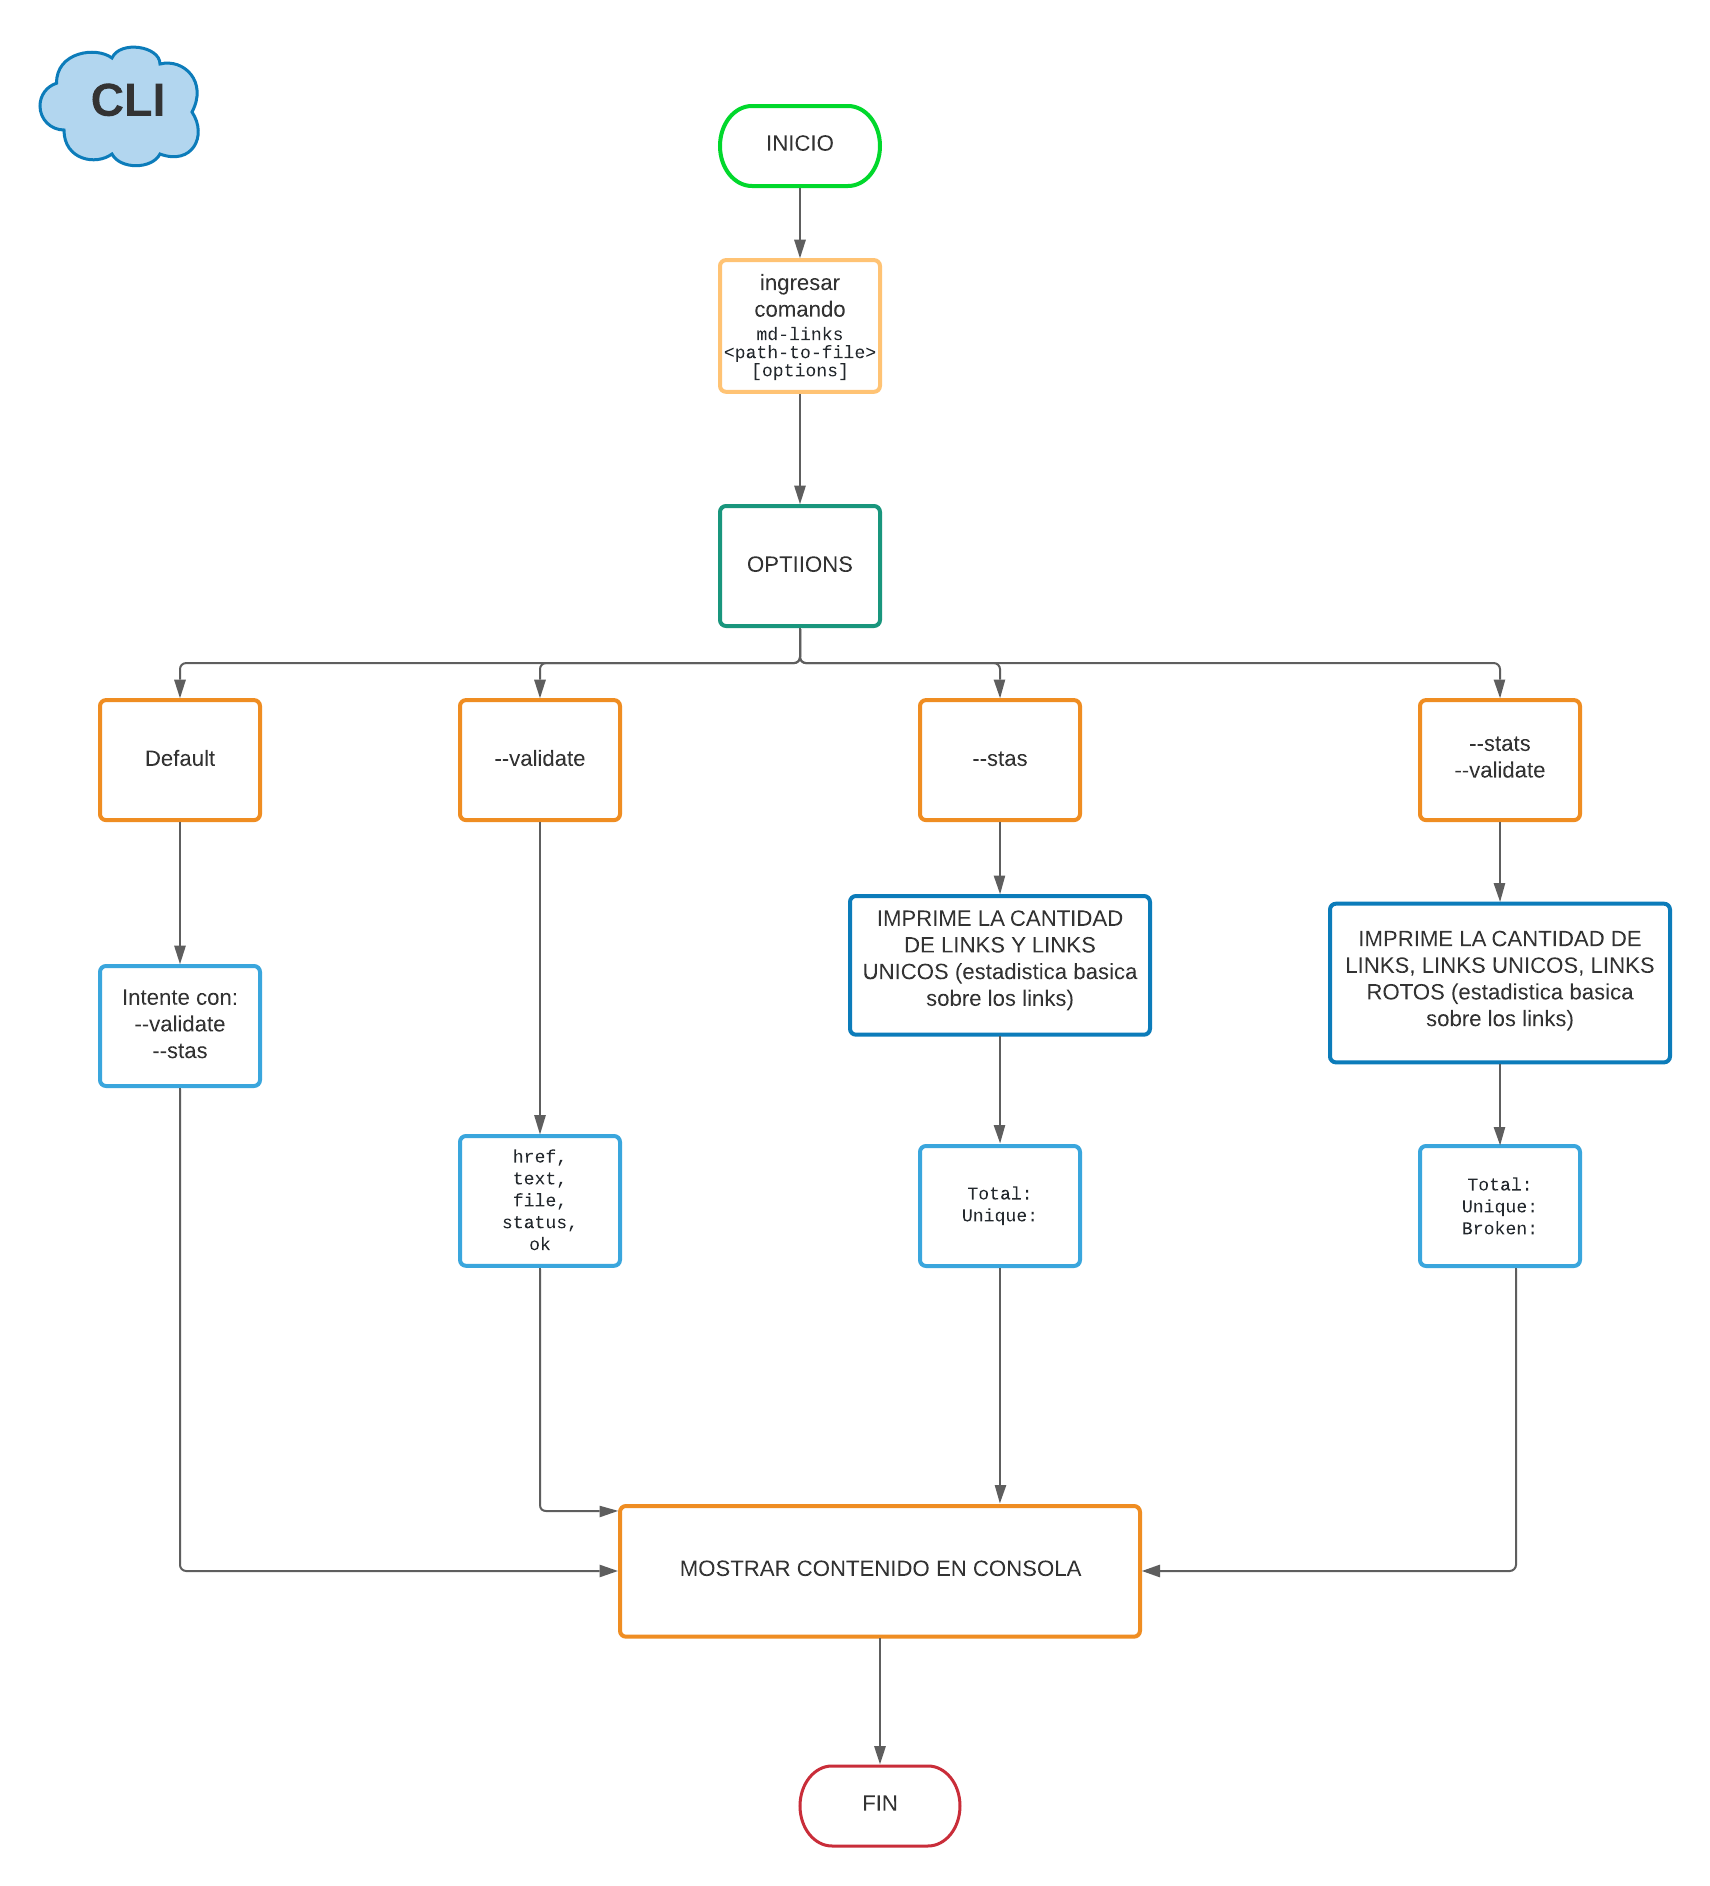 CLI
INICIO
ingresar
comando
md-links
<path-to-file>
[options]
OPTIIONS
Default
--validate
--stas
--stats
--validate
Intente con:
--validate
--stas
IMPRIME LA CANTIDAD
DE LINKS Y LINKS
UNICOS (estadistica basica
sobre los links)
IMPRIME LA CANTIDAD DE
LINKS, LINKS UNICOS, LINKS
ROTOS (estadistica basica
sobre los links)
href,
text,
file,
status,
ok
Total:
Unique:
Total:
Unique:
Broken:
MOSTRAR CONTENIDO EN CONSOLA
FIN